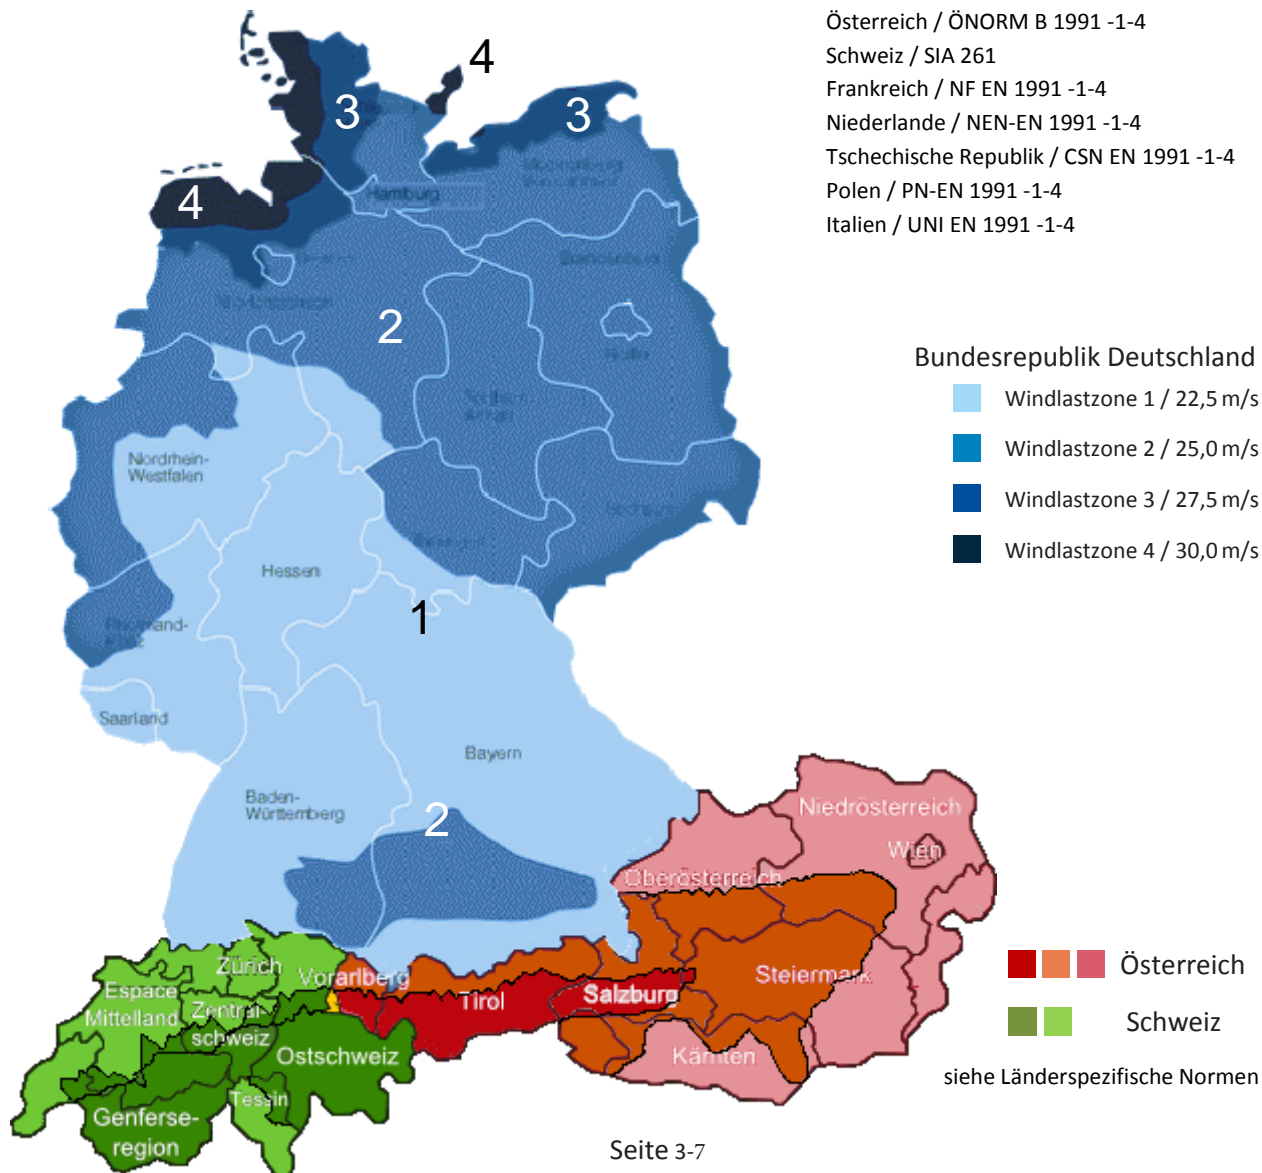 Österreich / ÖNORM B 1991 -1-4
Schweiz / SIA 261
Frankreich / NF EN 1991 -1-4
Niederlande / NEN-EN 1991 -1-4
Tschechische Republik / CSN EN 1991 -1-4
Polen / PN-EN 1991 -1-4
Italien / UNI EN 1991 -1-4
4
3
3
4
Hamburg
2
Bundesrepublik Deutschland
Windlastzone 1 / 22,5 m/s
Windlastzone 2 / 25,0 m/s
Windlastzone 3 / 27,5 m/s
Windlastzone 4 / 30,0 m/s
Nordrhein-
Westfalen
Hessen
1
Saarland
Bayern
Baden-
Württemberg
2
Niedrösterreich
Wien
Oberösterreich
Zürich
Vorarlberg
Espace
Mittelland
Zentral-
schweiz
Tirol
Salzburg
Steiermark
Österreich
Schweiz
Ostschweiz
Kärnten
siehe Länderspezifische Normen
Tessin
Genferse-
region
Seite 3-7